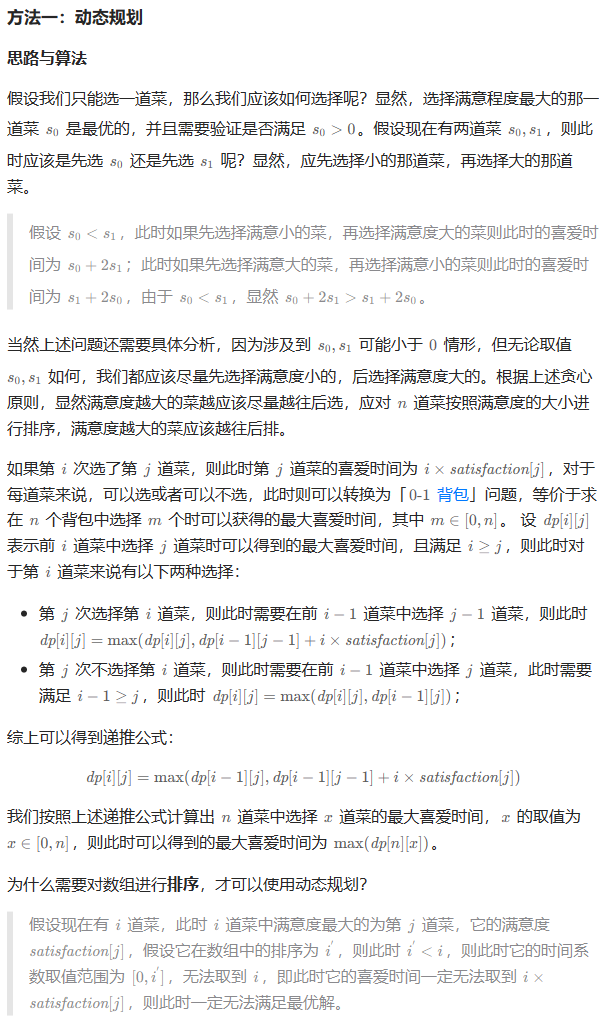 方法一：动态规划
思路与算法
假设我们只能选一道菜，那么我们应该如何选择呢？显然，选择满意程度最大的那一
道菜 s₀ 是最优的，并且需要验证是否满足 s₀ > 0。假设现在有两道菜 s₀, s₁，则此
时应该是先选 s₀ 还是先选 s₁ 呢？显然，应先选择小的那道菜，再选择大的那道
菜。
假设 s₀ < s₁，此时如果先选择满意小的菜，再选择满意度大的菜则此时的喜爱时
间为 s₀ + 2s₁；此时如果先选择满意大的菜，再选择满意小的菜则此时的喜爱时
间为 s₁ + 2s₀，由于 s₀ < s₁，显然 s₀ + 2s₁ > s₁ + 2s₀。
当然上述问题还需要具体分析，因为涉及到 s₀, s₁ 可能小于 0 情形，但无论取值
s₀, s₁ 如何，我们都应该尽量先选择满意度小的，后选择满意度大的。根据上述贪心
原则，显然满意度越大的菜越应该尽量越往后选，应对 n 道菜按照满意度的大小进
行排序，满意度越大的菜应该越往后排。
如果第 i 次选了第 j 道菜，则此时第 j 道菜的喜爱时间为 i × satisfaction[j]，对于
每道菜来说，可以选或者可以不选，此时则可以转换为「0-1 背包」问题，等价于求
在 n 个背包中选择 m 个时可以获得的最大喜爱时间，其中 m ∈ [0, n]。 设 dp[i][j]
表示前 i 道菜中选择 j 道菜时可以得到的最大喜爱时间，且满足 i ≥ j，则此时对
于第 i 道菜来说有以下两种选择：
• 第 j 次选择第 i 道菜，则此时需要在前 i − 1 道菜中选择 j − 1 道菜，则此时
dp[i][j] = max(dp[i][j], dp[i − 1][j − 1] + i × satisfaction[j])；
• 第 j 次不选择第 i 道菜，则此时需要在前 i − 1 道菜中选择 j 道菜，此时需要
满足 i − 1 ≥ j，则此时 dp[i][j] = max(dp[i][j], dp[i − 1][j])；
综上可以得到递推公式：
dp[i][j] = max(dp[i − 1][j], dp[i − 1][j − 1] + i × satisfaction[j])
我们按照上述递推公式计算出 n 道菜中选择 x 道菜的最大喜爱时间，x 的取值为
x ∈ [0, n]，则此时可以得到的最大喜爱时间为 max(dp[n][x])。
为什么需要对数组进行排序，才可以使用动态规划？
假设现在有 i 道菜，此时 i 道菜中满意度最大的为第 j 道菜，它的满意度
satisfaction[j]，假设它在数组中的排序为 i′，则此时 i′ < i，则此时它的时间系
数取值范围为 [0, i′]，无法取到 i，即此时它的喜爱时间一定无法取到 i ×
satisfaction[j]，则此时一定无法满足最优解。